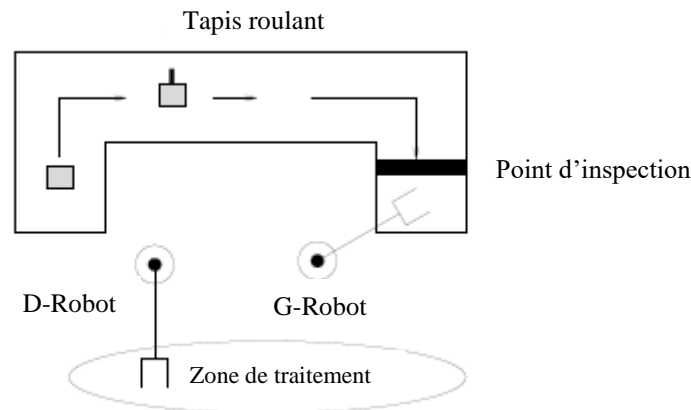 Tapis roulant
Point d’inspection
D-Robot
G-Robot
Zone de traitement